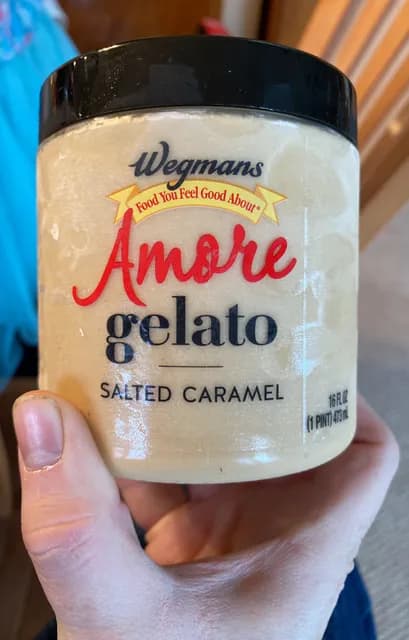 Wegmans
Food You Feel Good About
Amore
gelato
SALTED CARAMEL
16 FL OZ
(1 PINT) 473 mL